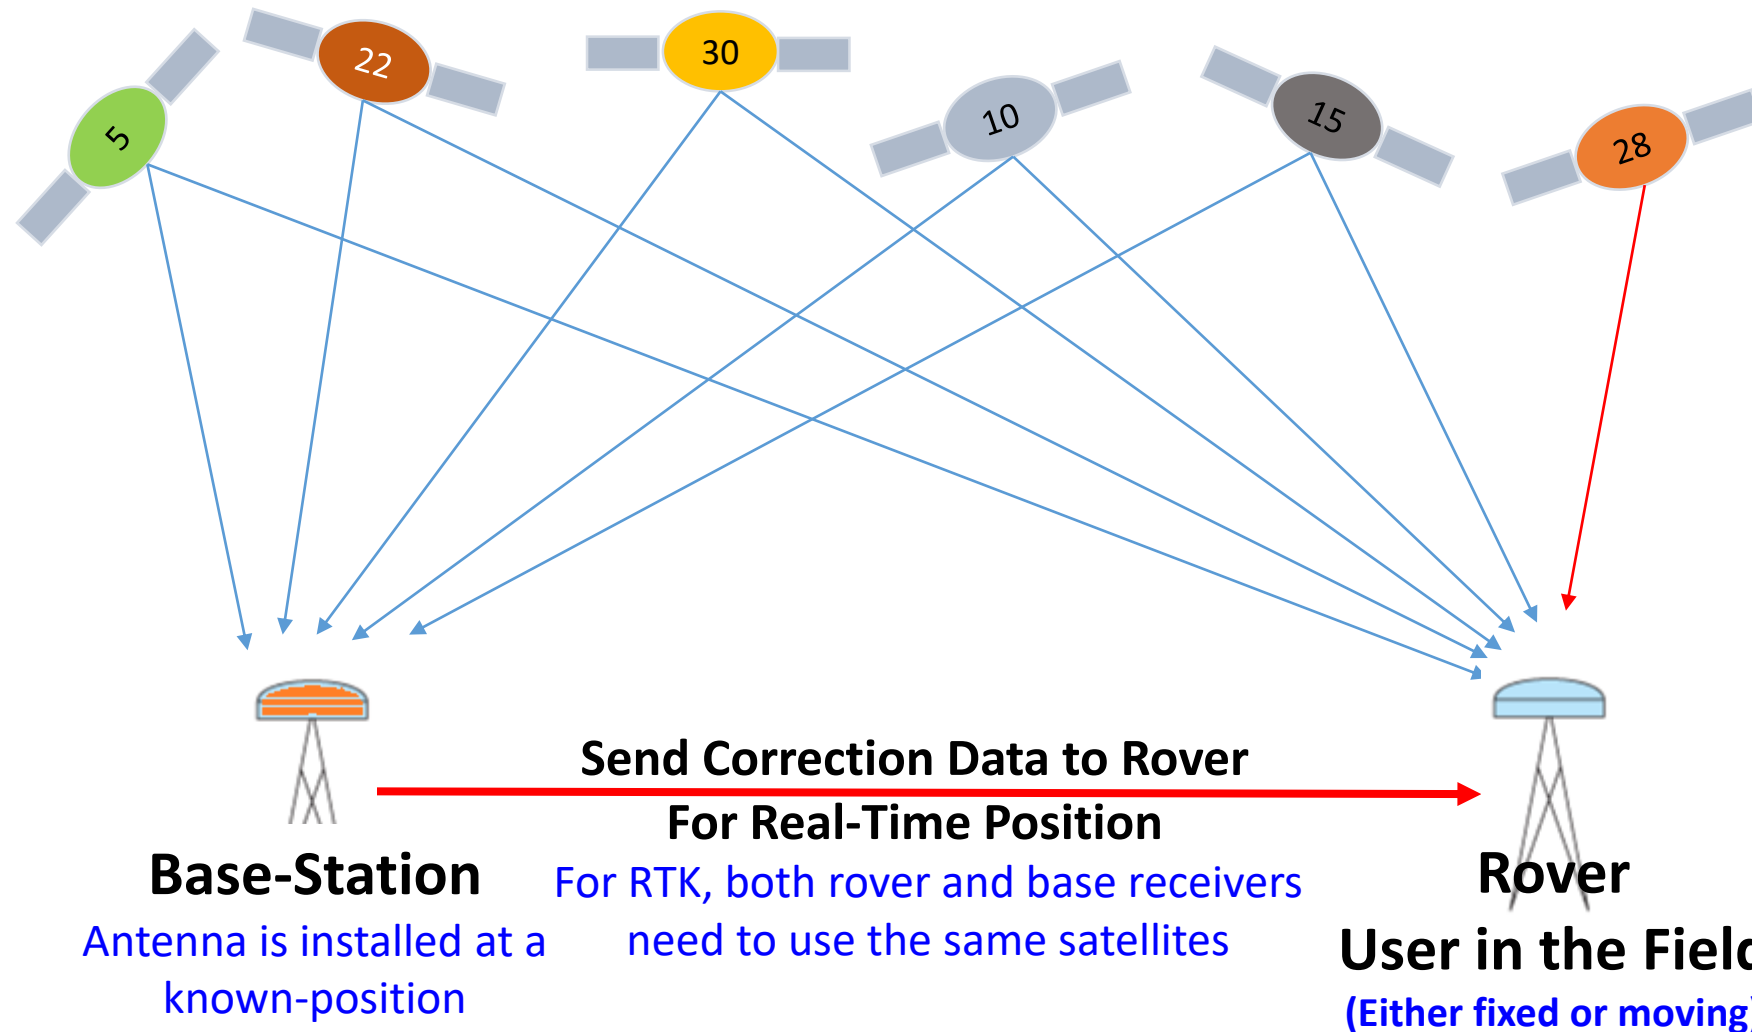 5
22
30
10
15
28
Send Correction Data to Rover
For Real-Time Position
Base-Station
For RTK, both rover and base receivers
need to use the same satellites
Antenna is installed at a
known-position
Rover
User in the Field
(Either fixed or moving)